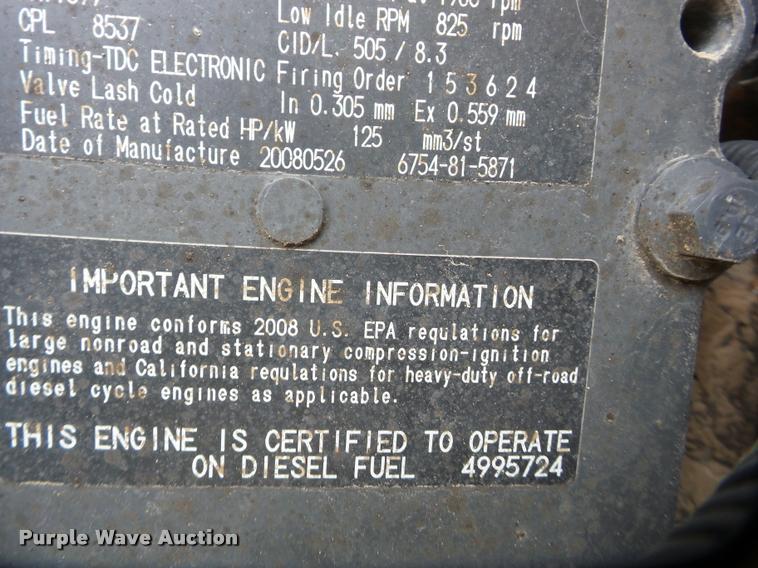 CPL 8537
Low Idle RPM 825 rpm
Timing-TDC ELECTRONIC
CID/L. 505 / 8.3
Valve Lash Cold
Firing Order 1 5 3 6 2 4
In 0.305 mm Ex 0.559 mm
Fuel Rate at Rated HP/kW 125 mm3/st
Date of Manufacture 20080526 6754-81-5871
IMPORTANT ENGINE INFORMATION
This engine conforms 2008 U.S. EPA regulations for
large nonroad and stationary compression-ignition
engines and California regulations for heavy-duty off-road
diesel cycle engines as applicable.
THIS ENGINE IS CERTIFIED TO OPERATE
ON DIESEL FUEL 4995724
Purple Wave Auction